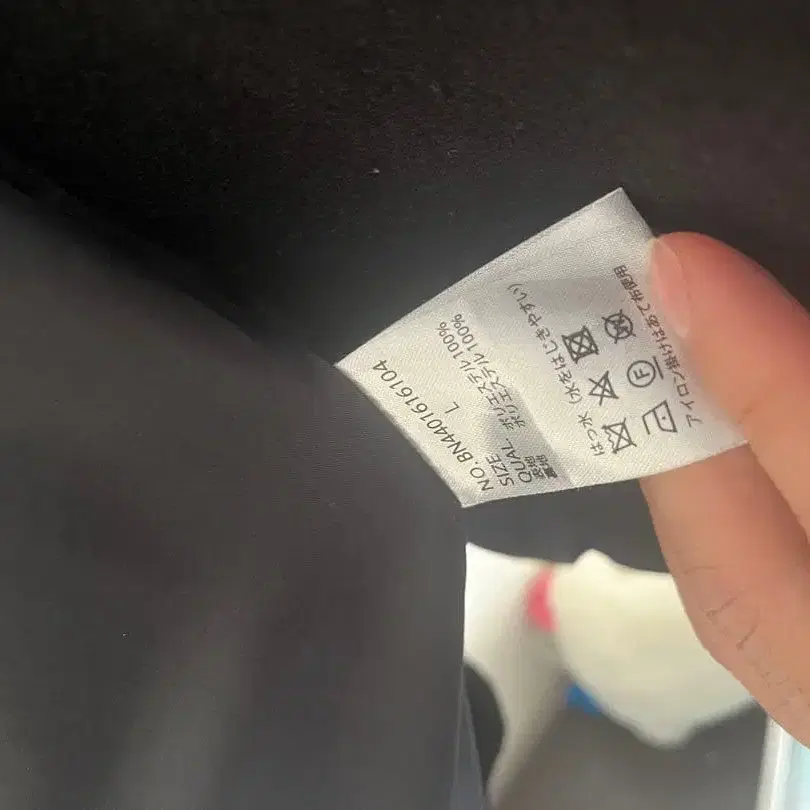 NO. BN4401616104
SIZE L
QUAL.
表地 ポリエステル100%
裏地 ポリエステル100%
はっ水 (水をはじきやすい)
F
アイロン掛けはあて布使用